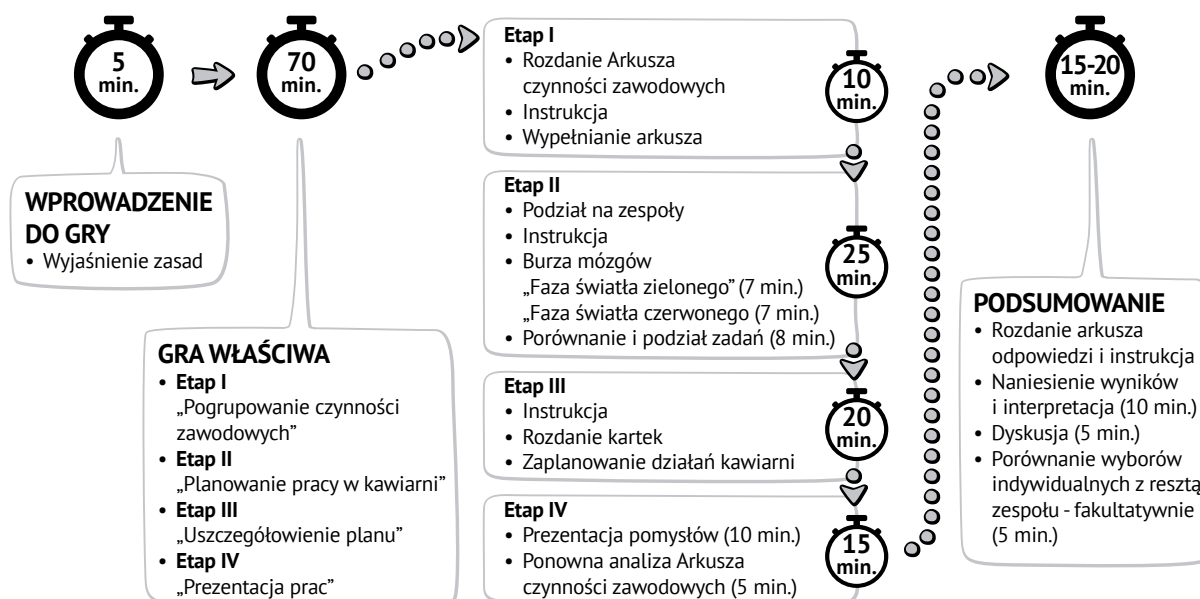 5
min.
WPROWADZENIE
DO GRY
• Wyjaśnienie zasad
70
min.
GRA WŁAŚCIWA
• Etap I
„Pogrupowanie czynności
zawodowych”
• Etap II
„Planowanie pracy w kawiarni”
• Etap III
„Uszczegółowienie planu”
• Etap IV
„Prezentacja prac”
Etap I
• Rozdanie Arkusza
czynności zawodowych
• Instrukcja
• Wypełnianie arkusza
10
min.
Etap II
• Podział na zespoły
• Instrukcja
• Burza mózgów
„Faza światła zielonego” (7 min.)
„Faza światła czerwonego (7 min.)
• Porównanie i podział zadań (8 min.)
25
min.
Etap III
• Instrukcja
• Rozdanie kartek
• Zaplanowanie działań kawiarni
20
min.
Etap IV
• Prezentacja pomysłów (10 min.)
• Ponowna analiza Arkusza
czynności zawodowych (5 min.)
15
min.
15-20
min.
PODSUMOWANIE
• Rozdanie arkusza
odpowiedzi i instrukcja
• Naniesienie wyników
i interpretacja (10 min.)
• Dyskusja (5 min.)
• Porównanie wyborów
indywidualnych z resztą
zespołu - fakultatywnie
(5 min.)